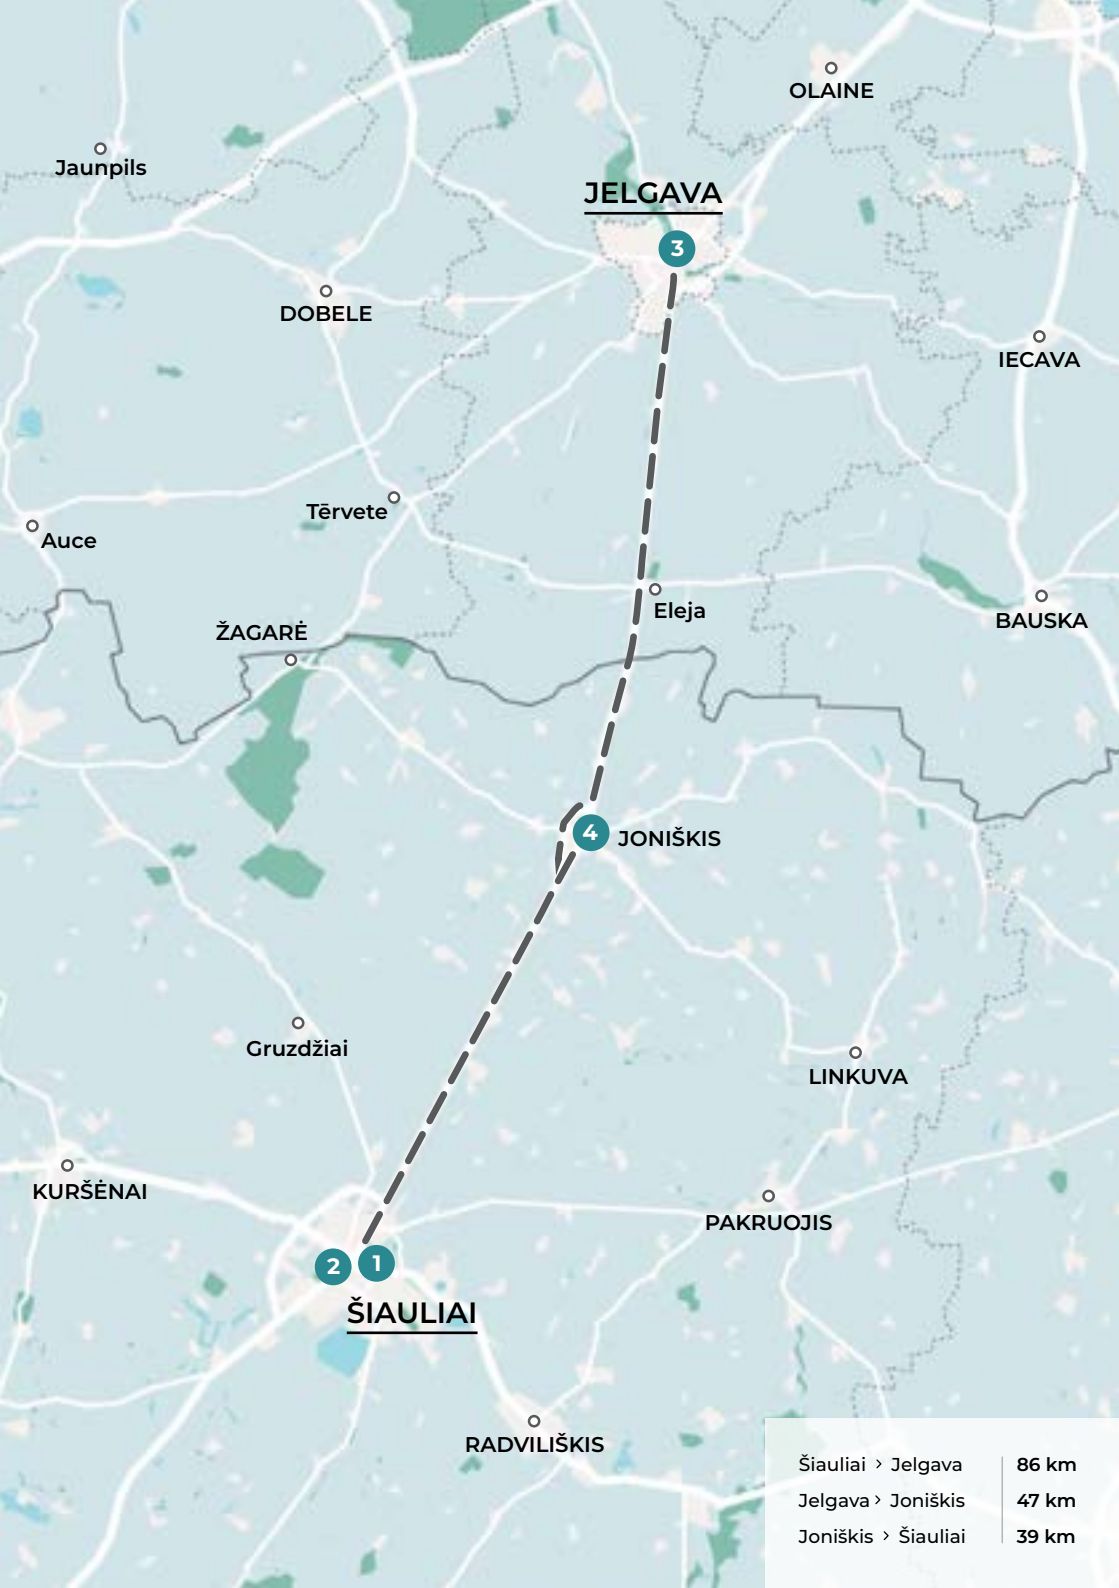 OLAINE
Jaunpils
JELGAVA
3
DOBELE
IECAVA
Tērvete
Auce
Eleja
BAUSKA
ŽAGARĖ
4 JONIŠKIS
Gruzdžiai
LINKUVA
KURŠĖNAI
PAKRUOJIS
2 1
ŠIAULIAI
RADVILIŠKIS
Šiauliai > Jelgava 86 km
Jelgava > Joniškis 47 km
Joniškis > Šiauliai 39 km